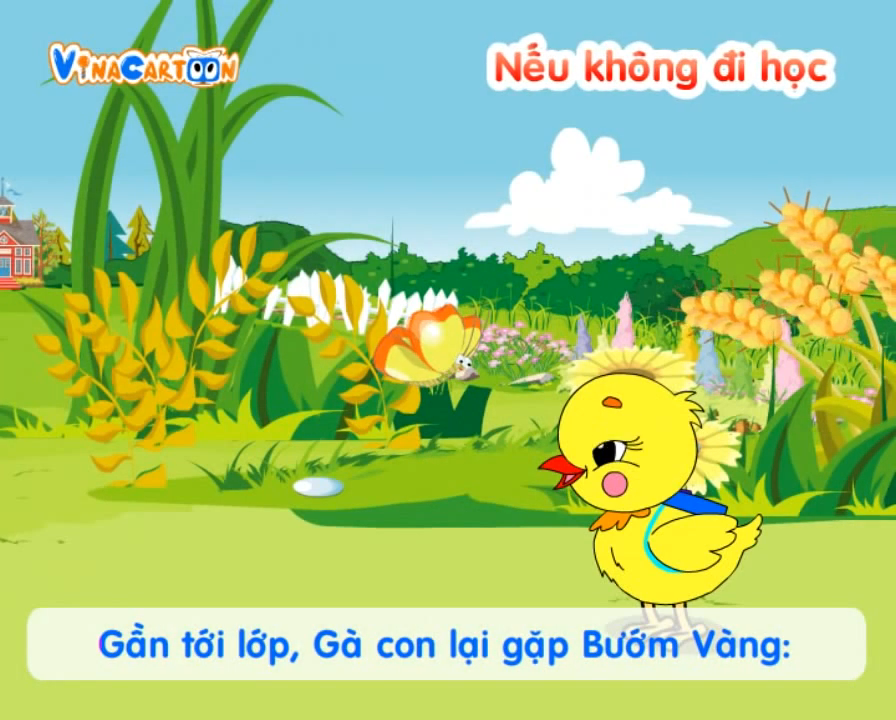 VINACARTOON
Nếu không đi học
Gần tới lớp, Gà con lại gặp Bướm Vàng: